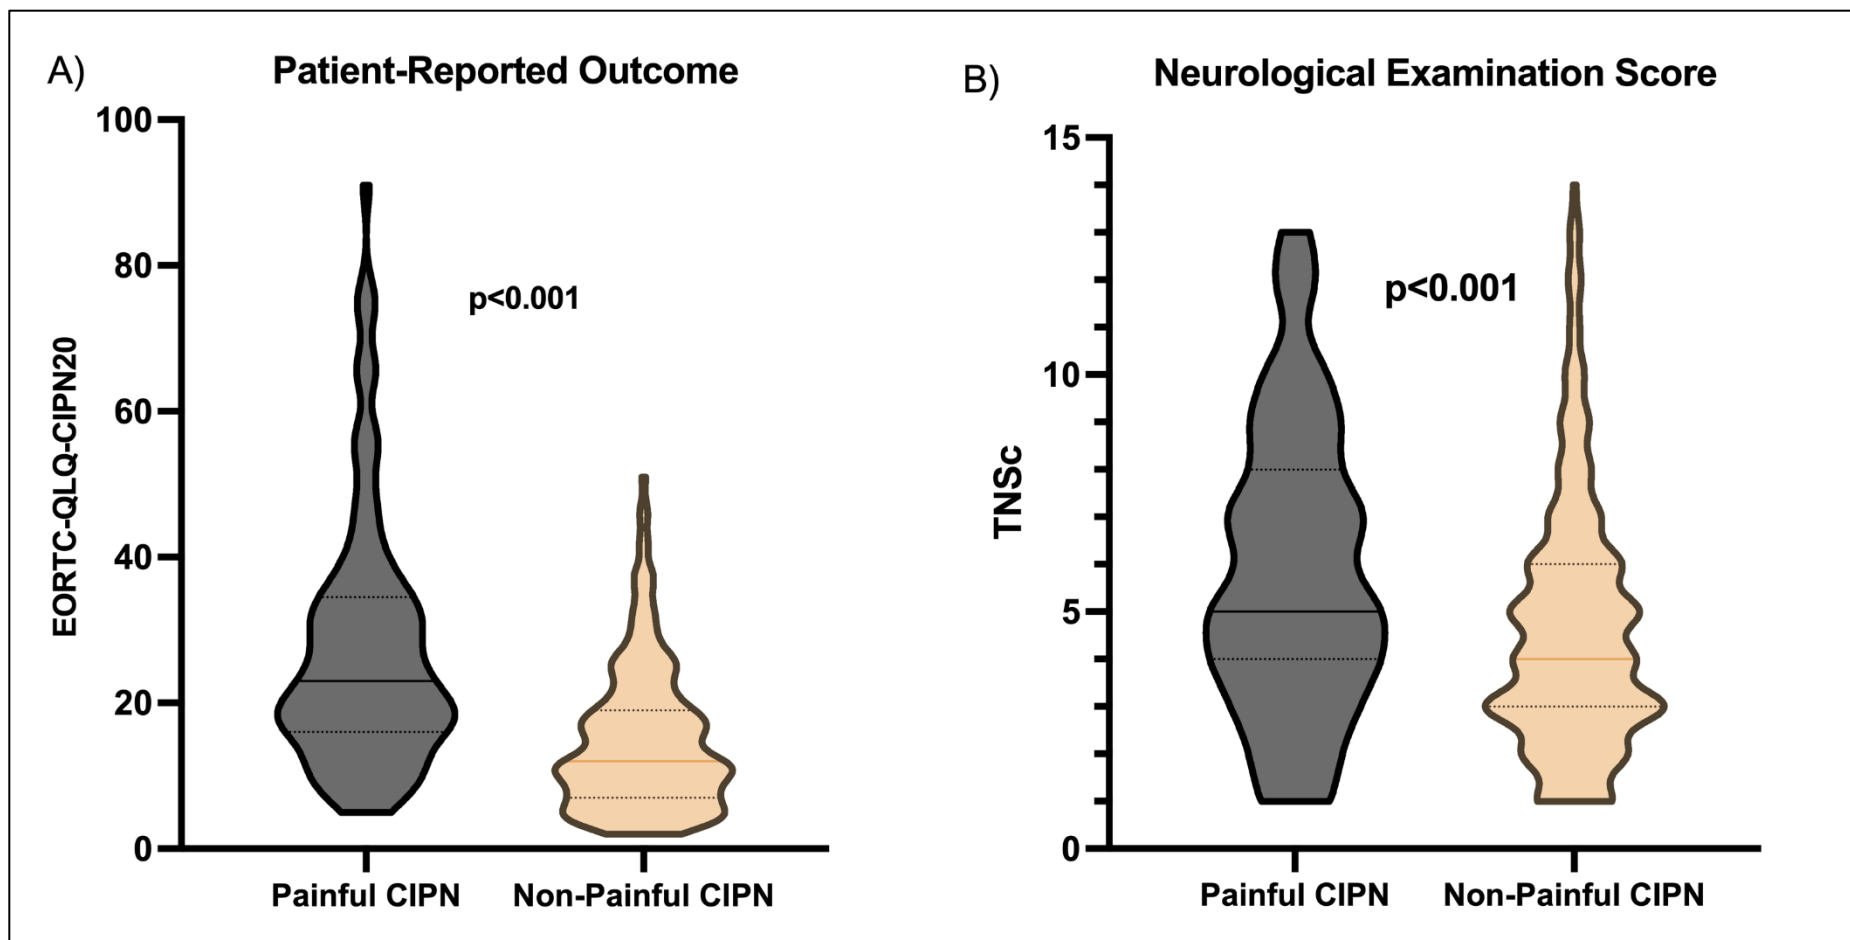 A)
Patient-Reported Outcome
100
80
60
40
20
0
EORTC-QLQ-CIPN20
p<0.001
Painful CIPN
Non-Painful CIPN
B)
Neurological Examination Score
15
10
5
0
TNSc
p<0.001
Painful CIPN
Non-Painful CIPN